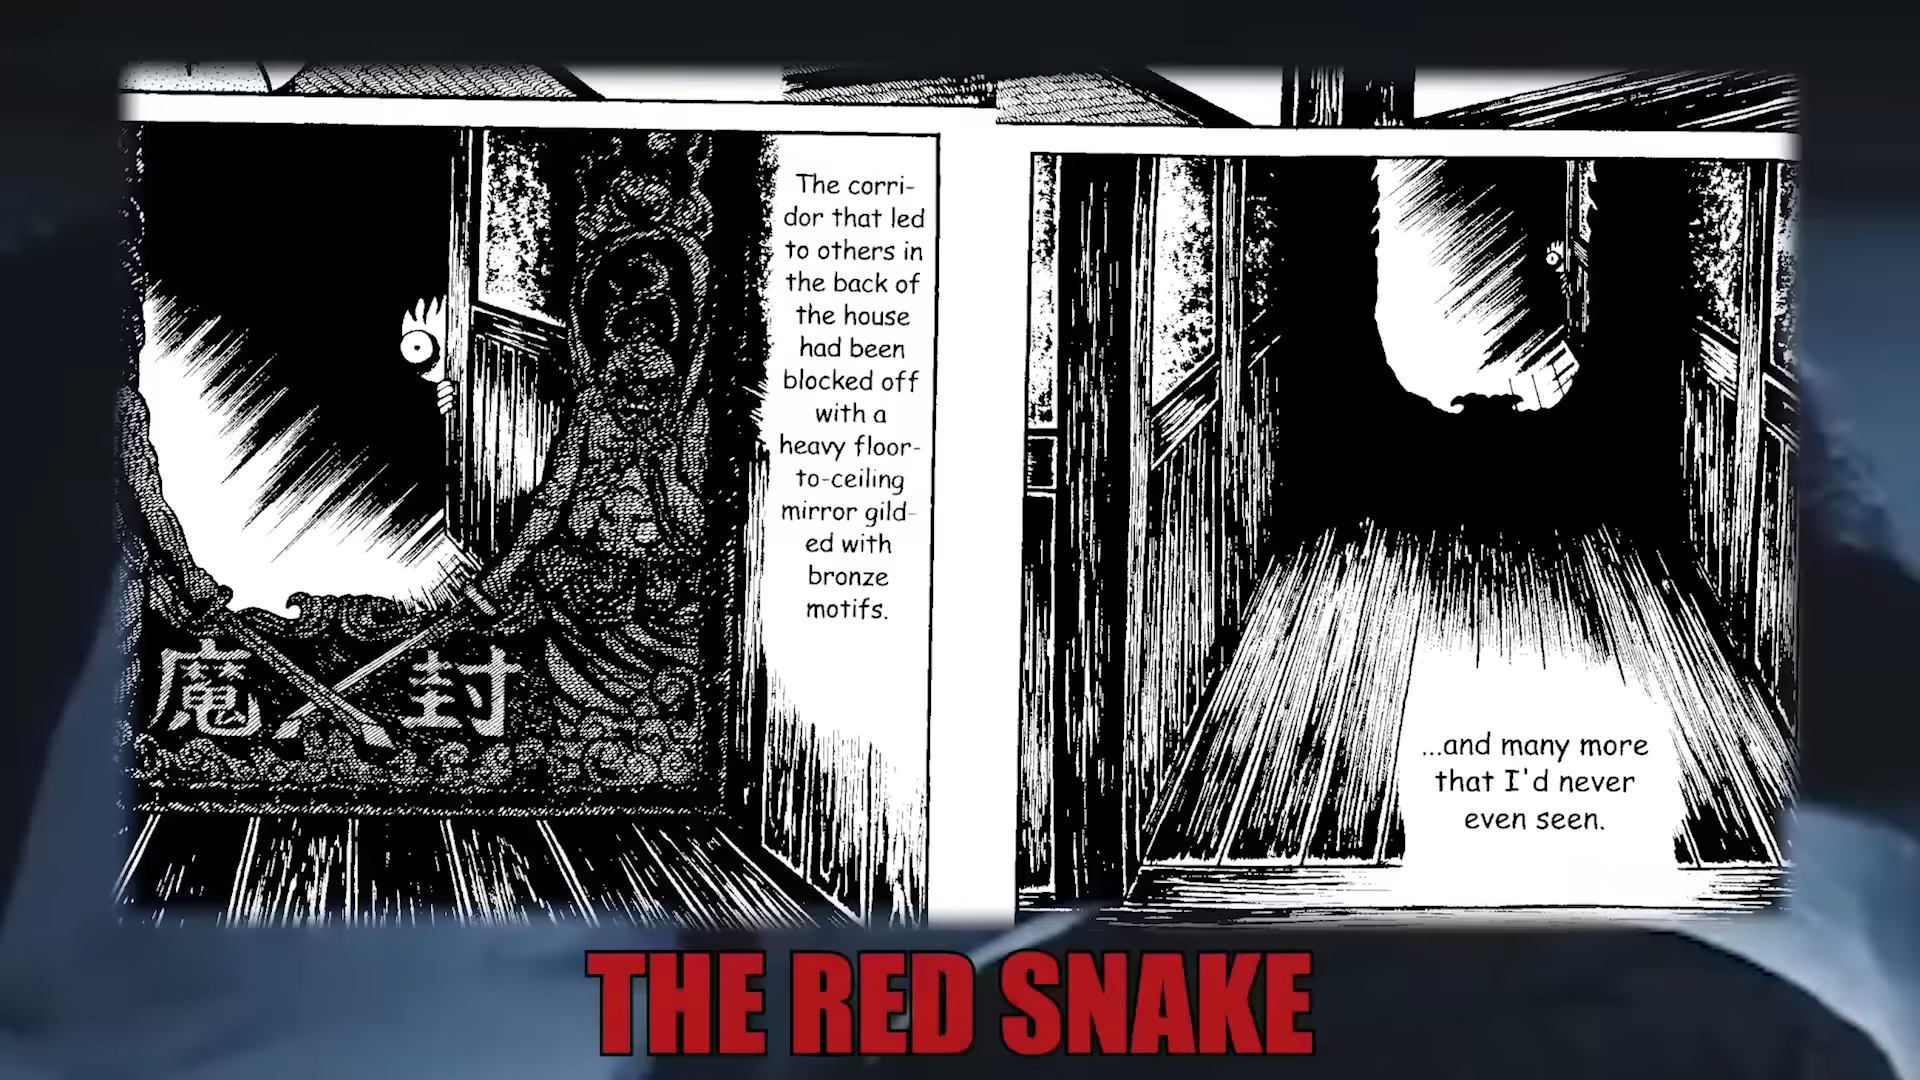 The corri-
dor that led
to others in
the back of
the house
had been
blocked off
with a
heavy floor-
to-ceiling
mirror gild-
ed with
bronze
motifs.
魔 封
...and many more
that I'd never
even seen.
THE RED SNAKE